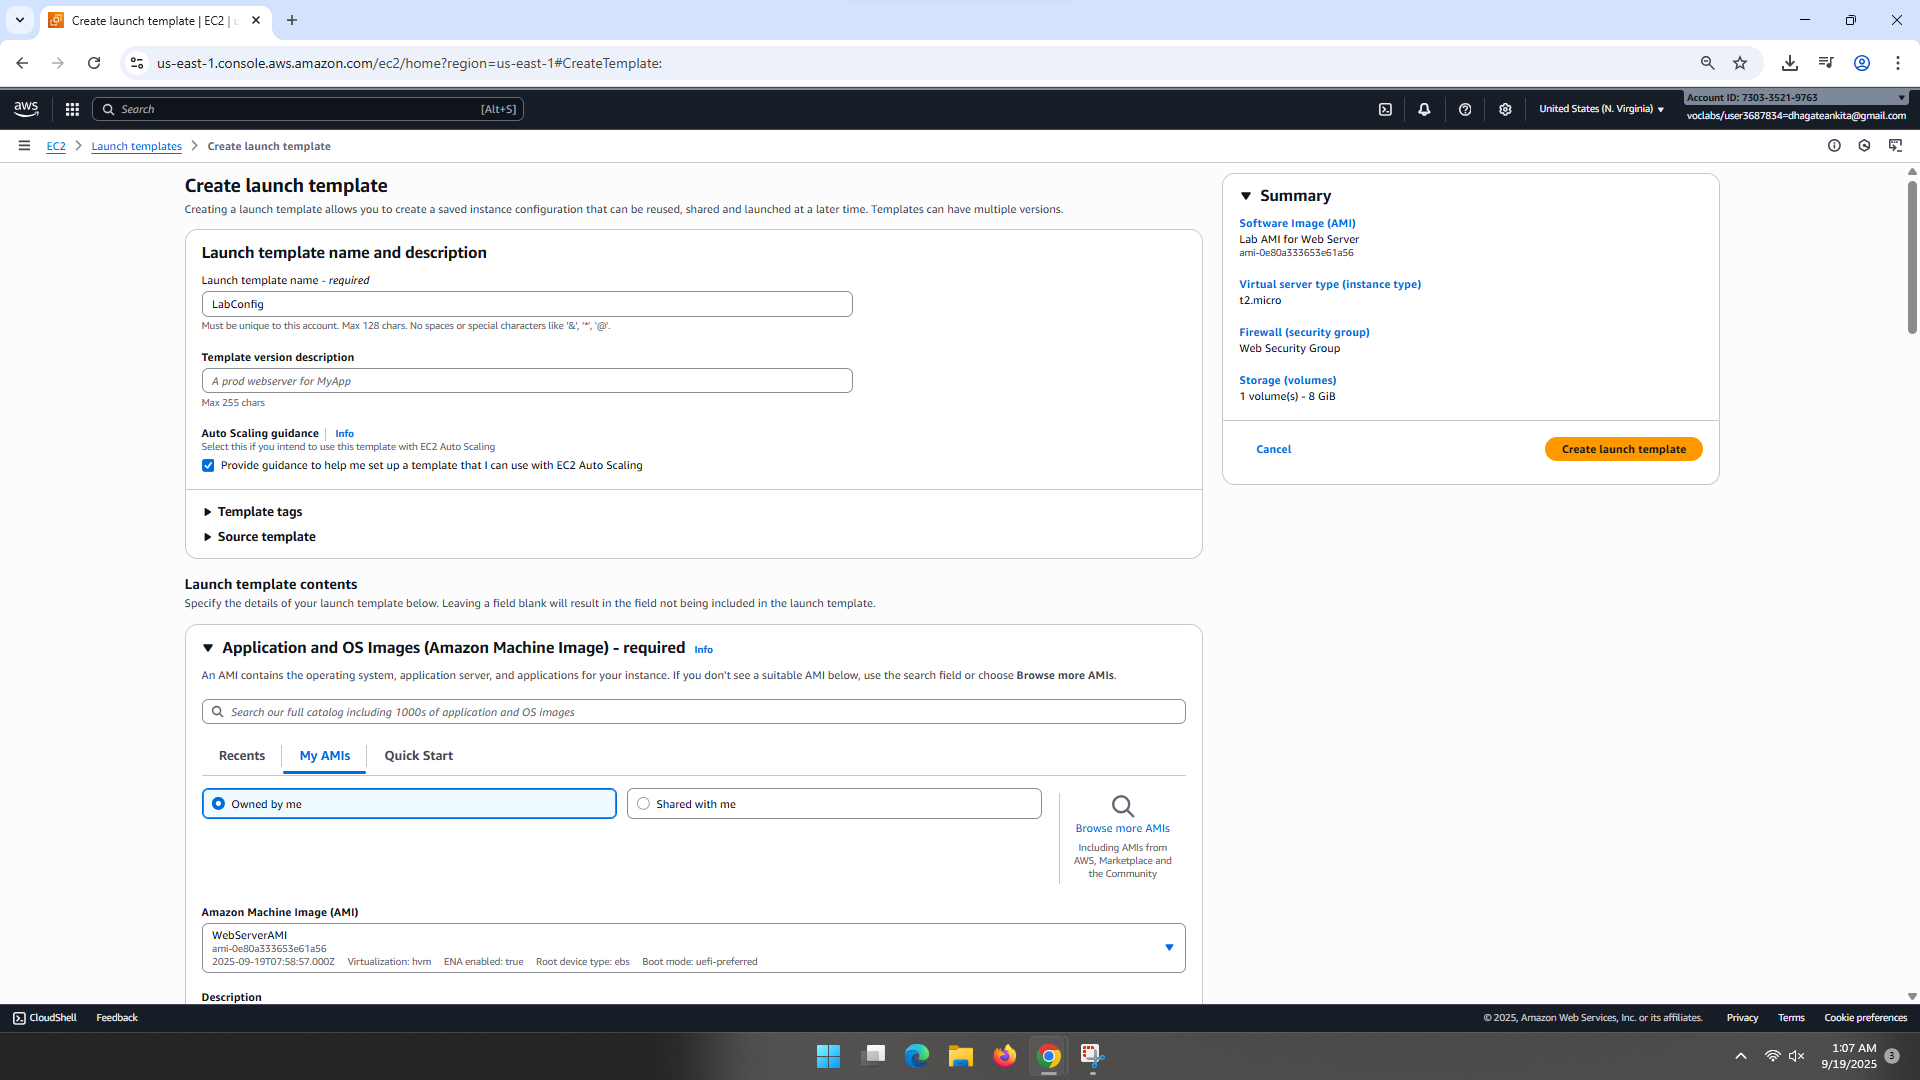 Create launch template | EC2 | u
us-east-1.console.aws.amazon.com/ec2/home?region=us-east-1#CreateTemplate:
aws
Search
[Alt+S]
United States (N. Virginia)
Account ID: 7303-3521-9763
voclabs/user3687834=dhagateankita@gmail.com
EC2
Launch templates
Create launch template
Create launch template
Creating a launch template allows you to create a saved instance configuration that can be reused, shared and launched at a later time. Templates can have multiple versions.
Launch template name and description
Launch template name - required
LabConfig
Must be unique to this account. Max 128 chars. No spaces or special characters like '&', '*', '@'.
Template version description
A prod webserver for MyApp
Max 255 chars
Auto Scaling guidance
Info
Select this if you intend to use this template with EC2 Auto Scaling
Provide guidance to help me set up a template that I can use with EC2 Auto Scaling
Template tags
Source template
Launch template contents
Specify the details of your launch template below. Leaving a field blank will result in the field not being included in the launch template.
Application and OS Images (Amazon Machine Image) - required
Info
An AMI contains the operating system, application server, and applications for your instance. If you don't see a suitable AMI below, use the search field or choose Browse more AMIs.
Search our full catalog including 1000s of application and OS images
Recents
My AMIs
Quick Start
Owned by me
Shared with me
Browse more AMIs
Including AMIs from
AWS, Marketplace and
the Community
Amazon Machine Image (AMI)
WebServerAMI
ami-0e80a333653e61a56
2025-09-19T07:58:57.000Z Virtualization: hvm ENA enabled: true Root device type: ebs Boot mode: uefi-preferred
Description
Summary
Software Image (AMI)
Lab AMI for Web Server
ami-0e80a333653e61a56
Virtual server type (instance type)
t2.micro
Firewall (security group)
Web Security Group
Storage (volumes)
1 volume(s) - 8 GiB
Cancel
Create launch template
CloudShell
Feedback
© 2025, Amazon Web Services, Inc. or its affiliates.
Privacy
Terms
Cookie preferences
1:07 AM
9/19/2025
3